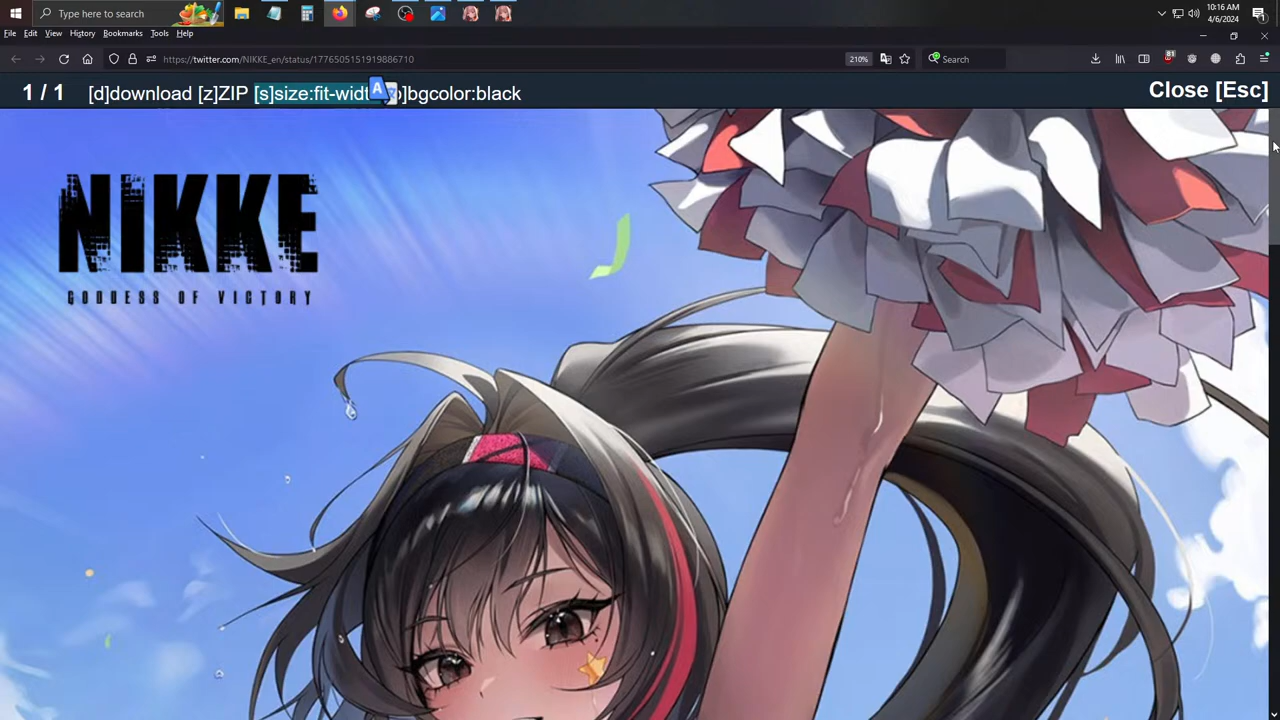 Type here to search
10:16 AM
4/6/2024
File Edit View History Bookmarks Tools Help
https://twitter.com/NIKKE_en/status/1776505151919886710
210%
Search
81
1 / 1 [d]download [z]ZIP [s]size:fit-width ]bgcolor:black
Close [Esc]
NIKKE
GODDESS OF VICTORY